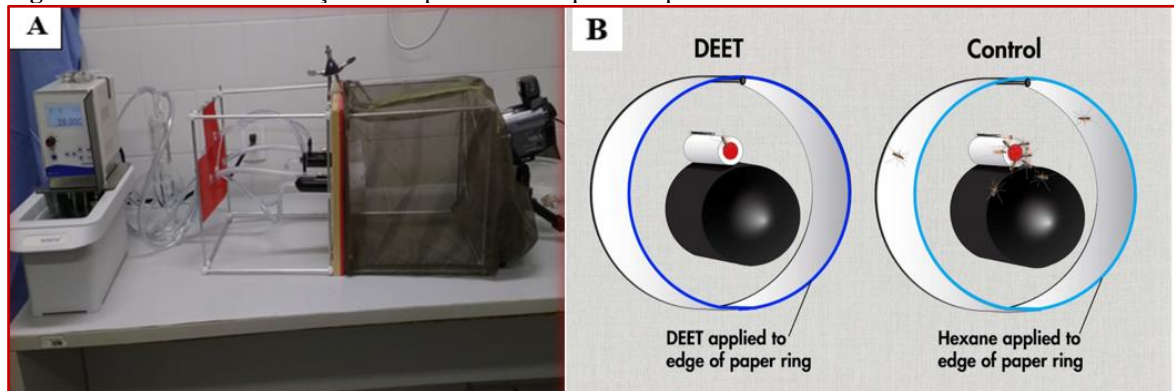 A
B
DEET
Control
DEET applied to
edge of paper ring
Hexane applied to
edge of paper ring